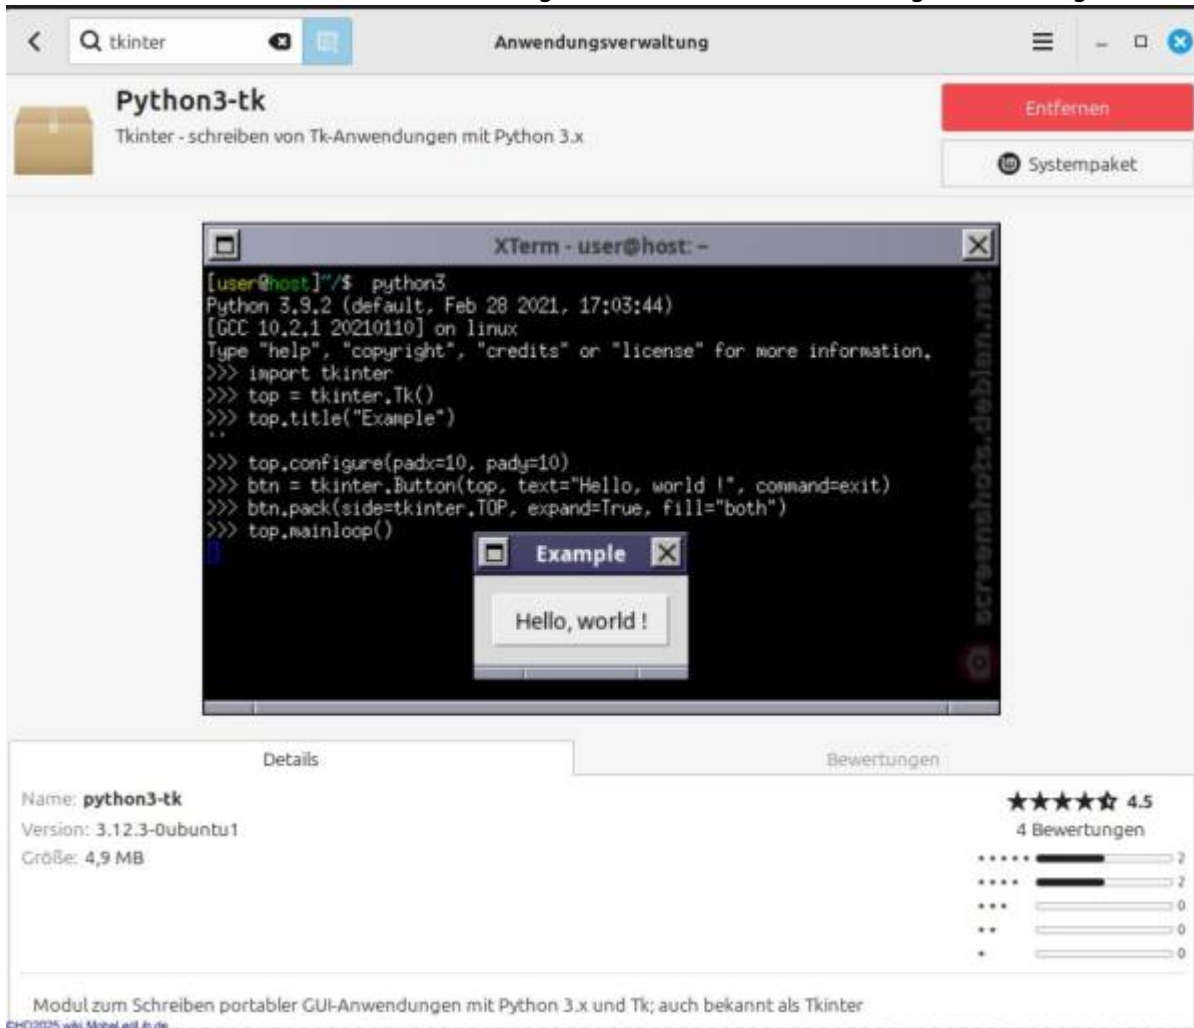 tkinter
Anwendungsverwaltung
Python3-tk
Tkinter - schreiben von Tk-Anwendungen mit Python 3.x
Entfernen
Systempaket
XTerm - user@host: ~
[user@host]~/$ python3
Python 3.9.2 (default, Feb 28 2021, 17:03:44)
[GCC 10.2.1 20210110] on linux
Type "help", "copyright", "credits" or "license" for more information.
>>> import tkinter
>>> top = tkinter.Tk()
>>> top.title("Example")
''
>>> top.configure(padx=10, pady=10)
>>> btn = tkinter.Button(top, text="Hello, world !", command=exit)
>>> btn.pack(side=tkinter.TOP, expand=True, fill="both")
>>> top.mainloop()
Example
Hello, world !
screenshots.debian.net
Details
Bewertungen
Name: python3-tk
Version: 3.12.3-0ubuntu1
Größe: 4,9 MB
4.5
4 Bewertungen
2
2
0
0
0
Modul zum Schreiben portabler GUI-Anwendungen mit Python 3.x und Tk; auch bekannt als Tkinter